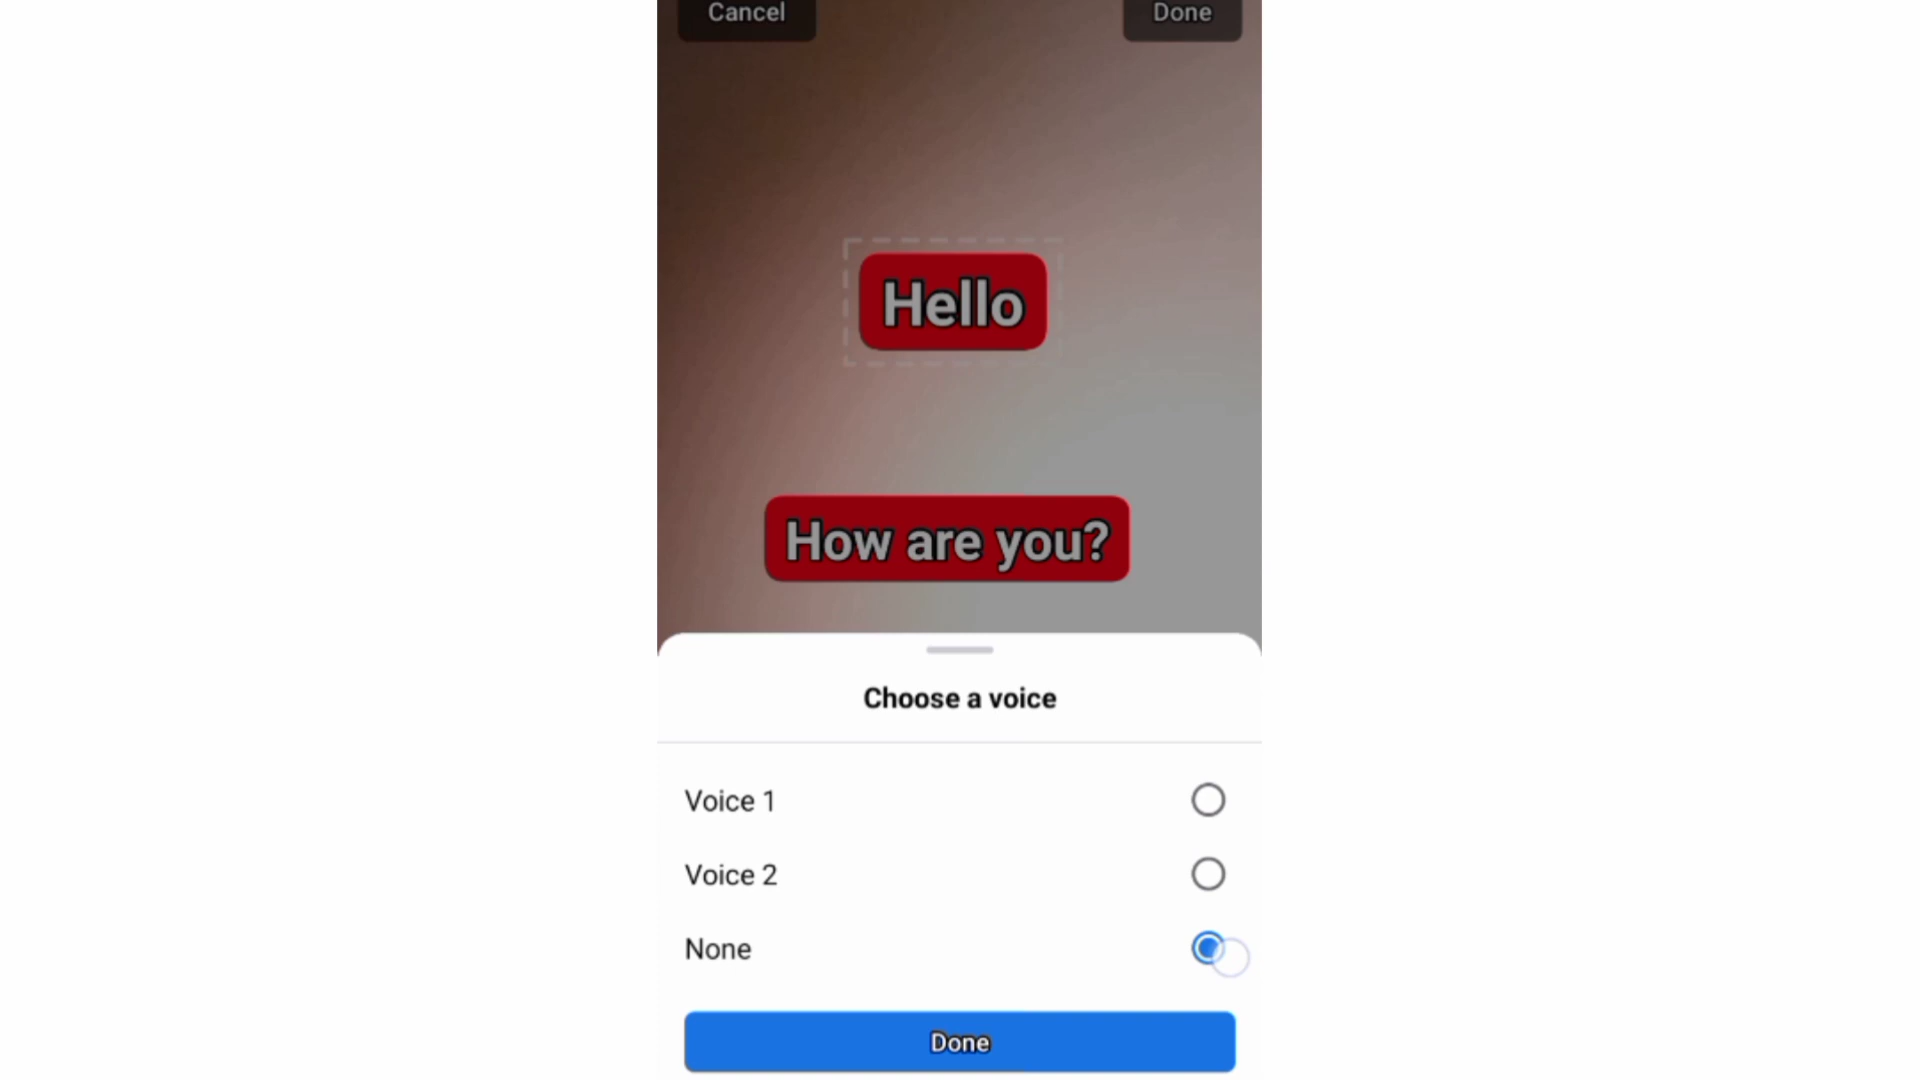 Cancel
Done
Hello
How are you?
Choose a voice
Voice 1
Voice 2
None
Done